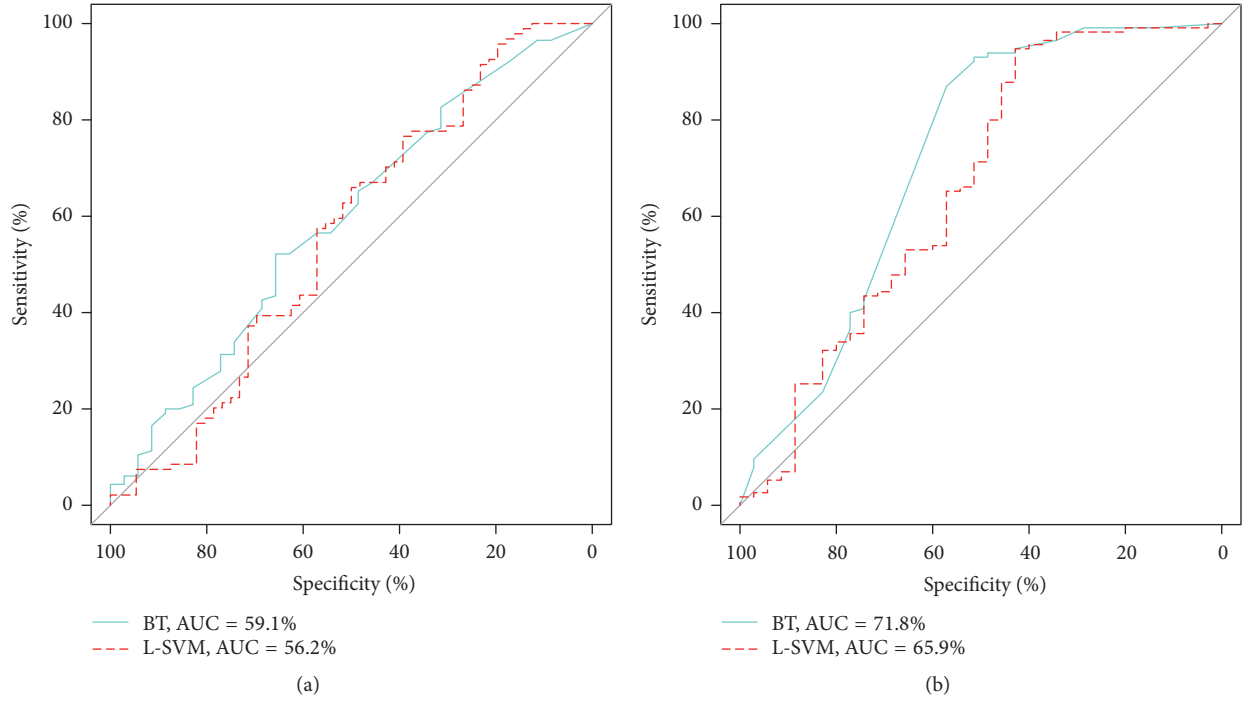 100
80
60
40
20
0
Sensitivity (%)
100
80
60
40
20
0
Specificity (%)
BT, AUC = 59.1%
L-SVM, AUC = 56.2%
(a)
100
80
60
40
20
0
Sensitivity (%)
100
80
60
40
20
0
Specificity (%)
BT, AUC = 71.8%
L-SVM, AUC = 65.9%
(b)